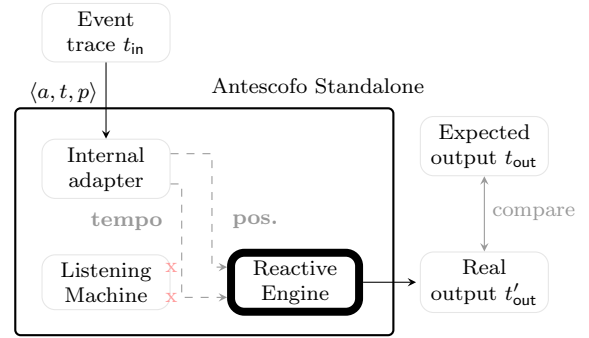 Event
trace t_in
⟨a, t, p⟩
Antescofo Standalone
Internal
adapter
Expected
output t_out
tempo
pos.
compare
Listening
Machine
x
x
Reactive
Engine
Real
output t′_out